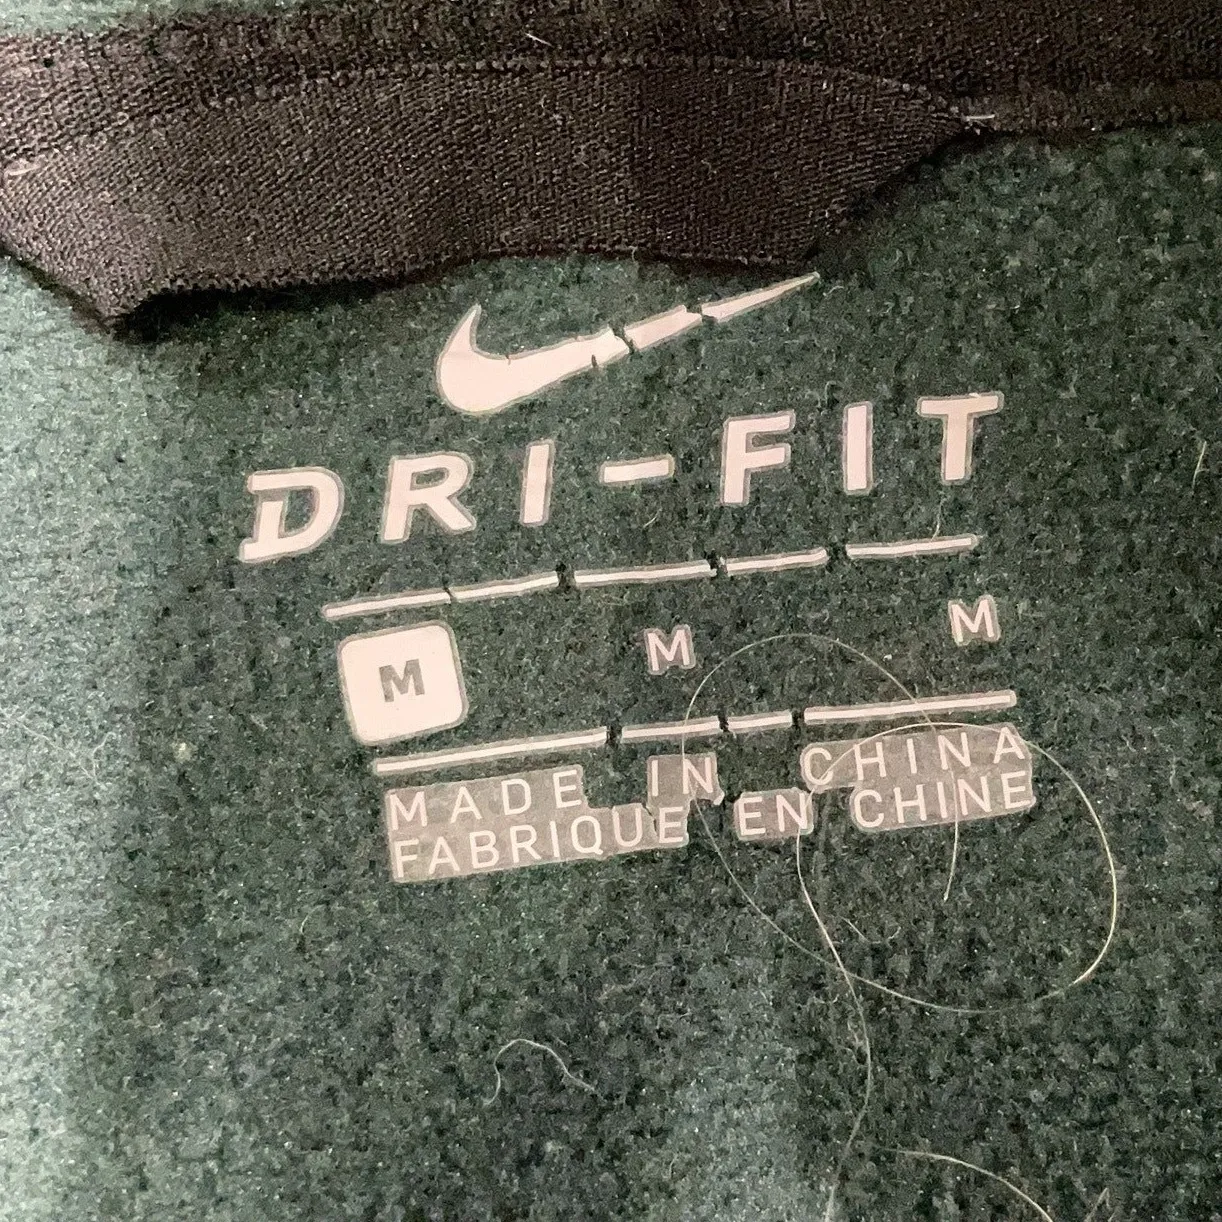 DRI-FIT
M M M
MADE IN CHINA
FABRIQUE EN CHINE